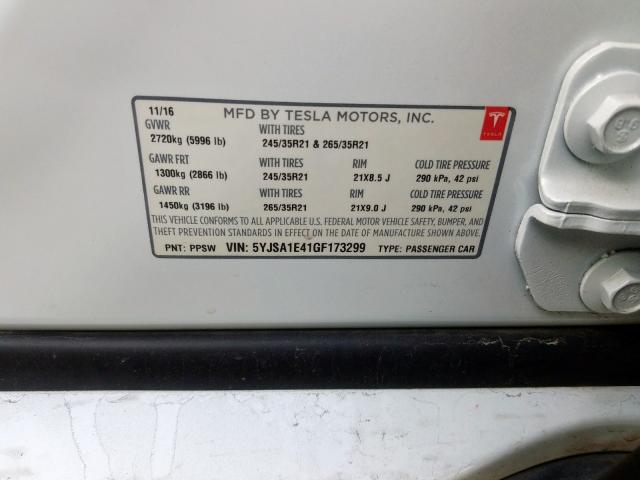 11/16 MFD BY TESLA MOTORS, INC.
GVWR WITH TIRES
2720kg (5996 lb) 245/35R21 & 265/35R21
TESLA
GAWR FRT WITH TIRES RIM COLD TIRE PRESSURE
1300kg (2866 lb) 245/35R21 21X8.5 J 290 kPa, 42 psi
GAWR RR WITH TIRES RIM COLD TIRE PRESSURE
1450kg (3196 lb) 265/35R21 21X9.0 J 290 kPa, 42 psi
THIS VEHICLE CONFORMS TO ALL APPLICABLE U.S. FEDERAL MOTOR VEHICLE SAFETY, BUMPER, AND
THEFT PREVENTION STANDARDS IN EFFECT ON THE DATE OF MANUFACTURE SHOWN ABOVE.
PNT: PPSW VIN: 5YJSA1E41GF173299 TYPE: PASSENGER CAR